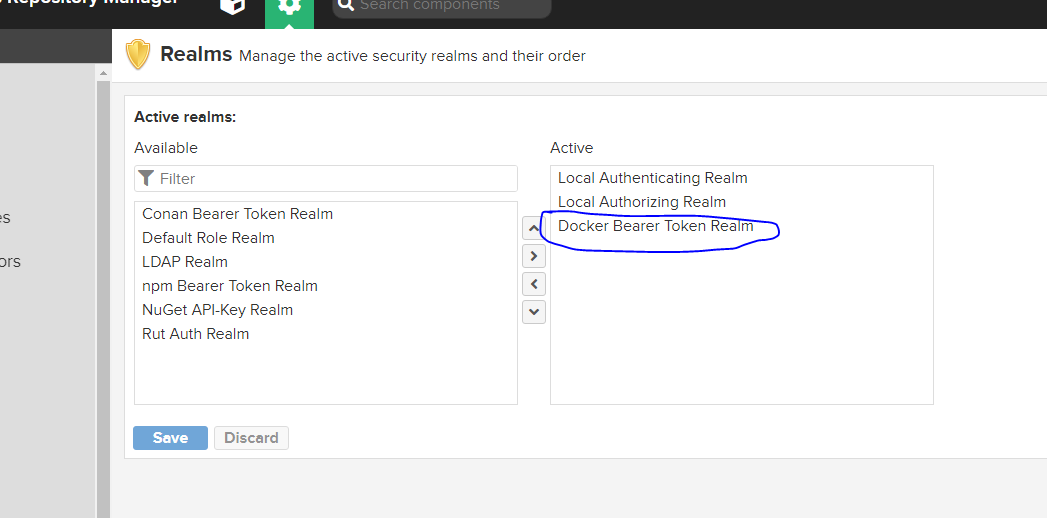 Repository Manager
Search components
Realms Manage the active security realms and their order
Active realms:
Available
Active
Filter
Conan Bearer Token Realm
Default Role Realm
LDAP Realm
npm Bearer Token Realm
NuGet API-Key Realm
Rut Auth Realm
Local Authenticating Realm
Local Authorizing Realm
Docker Bearer Token Realm
es
ors
Save Discard